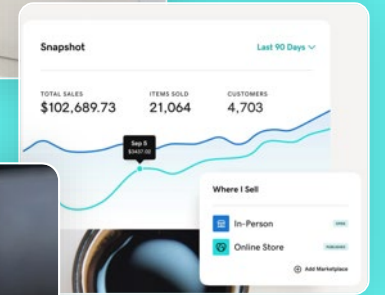 Snapshot
Last 90 Days
TOTAL SALES
ITEMS SOLD
CUSTOMERS
$102,689.73
21,064
4,703
Sep 5
Where I Sell
In-Person
Online Store
Add Marketplace